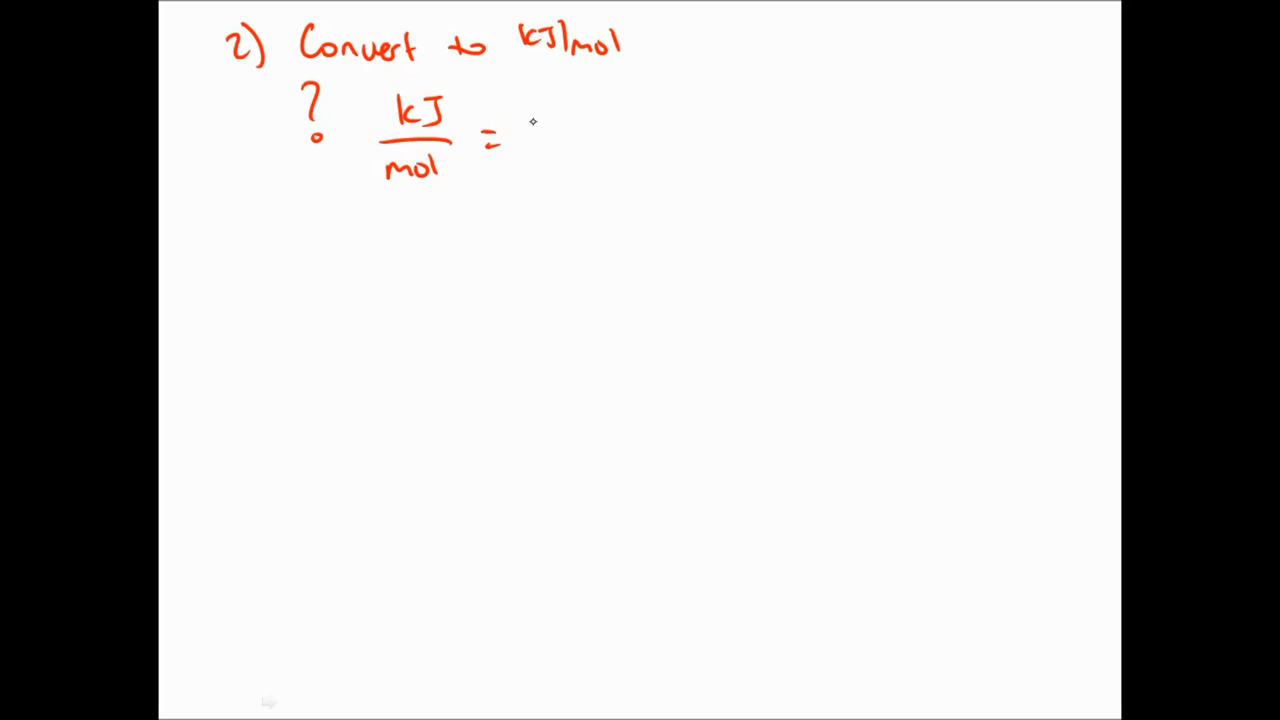 2) Convert to kJ/mol
? kJ/mol =